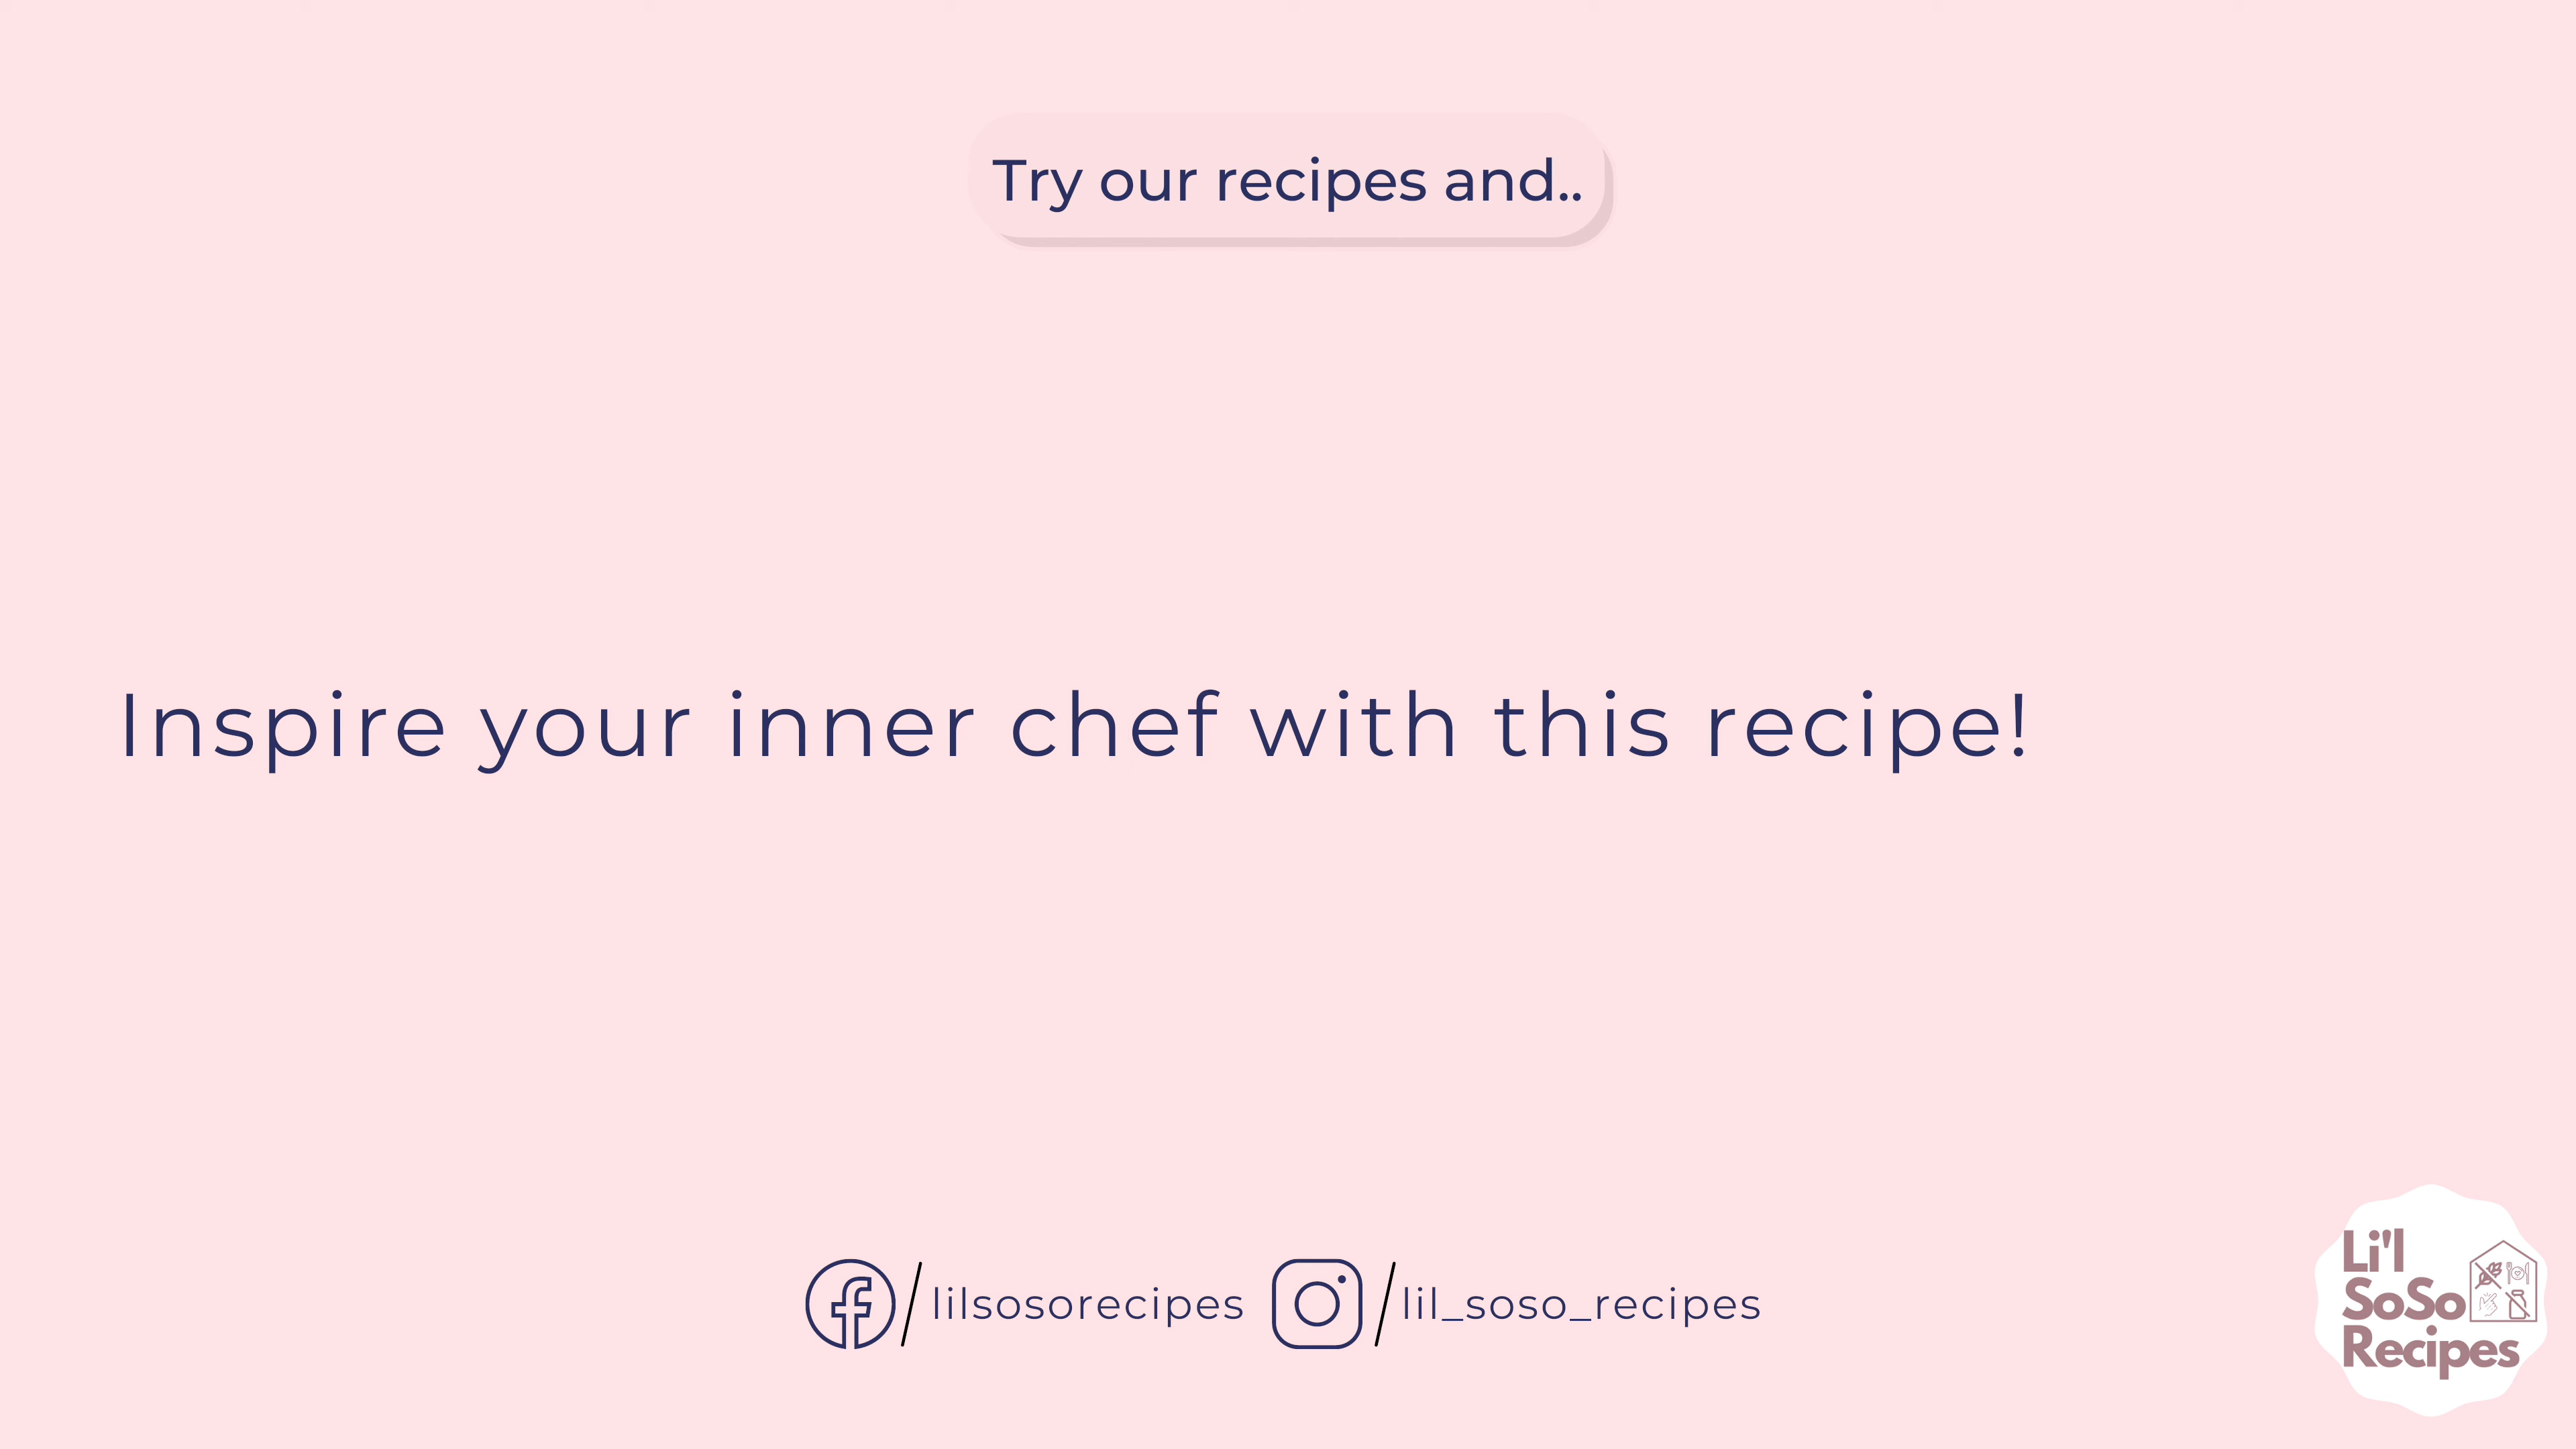 Try our recipes and..
Inspire your inner chef with this recipe!
/lilsosorecipes /lil_soso_recipes
Li'l
SoSo
Recipes